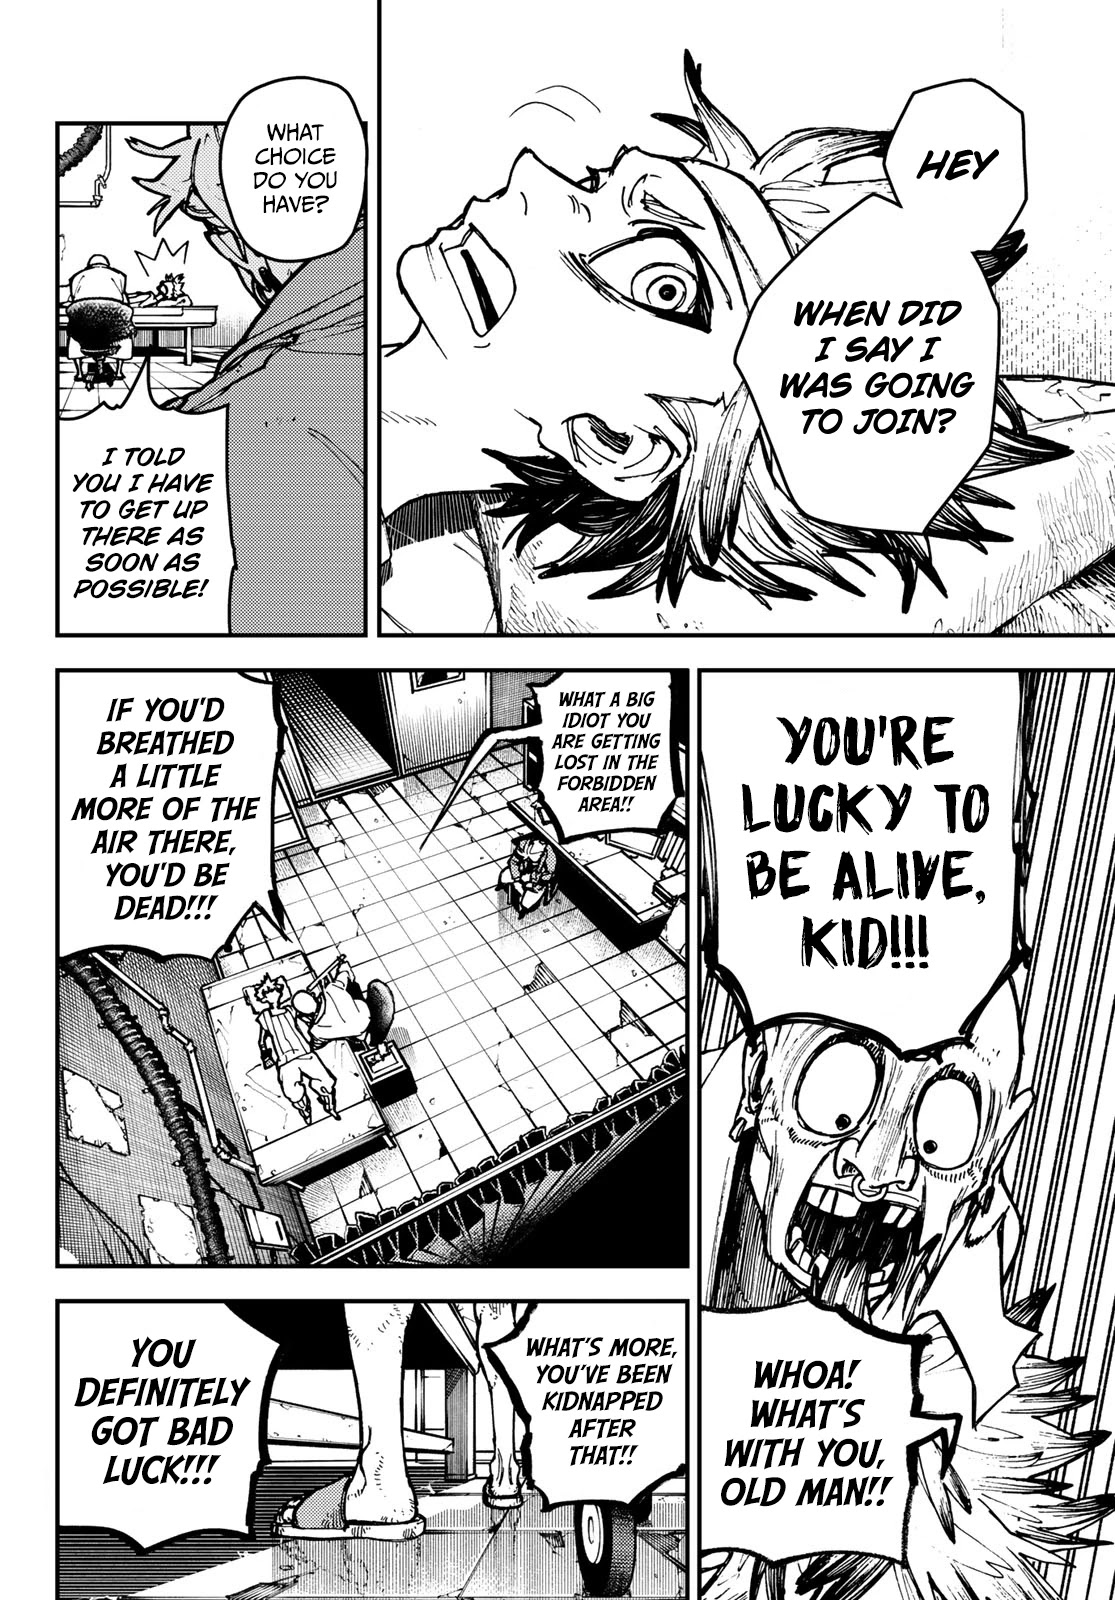 HEY
WHEN DID
I SAY I
WAS GOING
TO JOIN?
WHAT
CHOICE
DO YOU
HAVE?
I TOLD
YOU I HAVE
TO GET UP
THERE AS
SOON AS
POSSIBLE!
YOU'RE
LUCKY TO
BE ALIVE,
KID!!!
WHOA!
WHAT'S
WITH YOU,
OLD MAN!!
WHAT A BIG
IDIOT YOU
ARE GETTING
LOST IN THE
FORBIDDEN
AREA!!
IF YOU'D
BREATHED
A LITTLE
MORE OF THE
AIR THERE,
YOU'D BE
DEAD!!!
WHAT'S MORE,
YOU'VE BEEN
KIDNAPPED
AFTER
THAT!!
YOU
DEFINITELY
GOT BAD
LUCK!!!